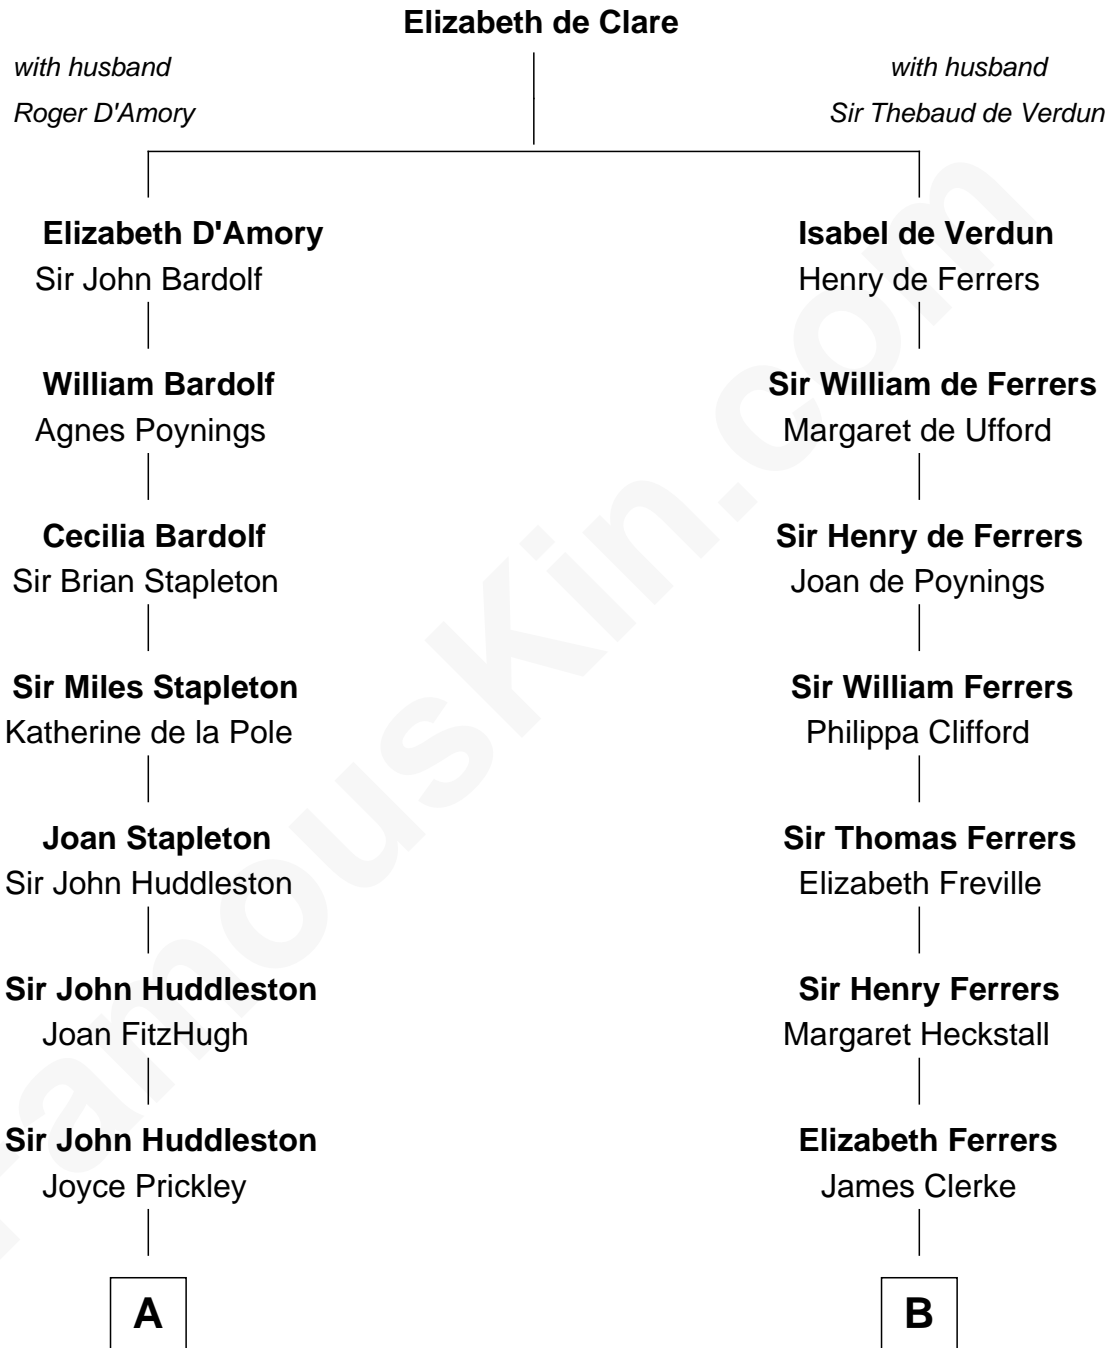 Elizabeth de Clare
with husband
Roger D'Amory
with husband
Sir Thebaud de Verdun
Elizabeth D'Amory
Sir John Bardolf
Isabel de Verdun
Henry de Ferrers
William Bardolf
Agnes Poynings
Sir William de Ferrers
Margaret de Ufford
Cecilia Bardolf
Sir Brian Stapleton
Sir Henry de Ferrers
Joan de Poynings
Sir Miles Stapleton
Katherine de la Pole
Sir William Ferrers
Philippa Clifford
Joan Stapleton
Sir John Huddleston
Sir Thomas Ferrers
Elizabeth Freville
Sir John Huddleston
Joan FitzHugh
Sir Henry Ferrers
Margaret Heckstall
Sir John Huddleston
Joyce Prickley
Elizabeth Ferrers
James Clerke
A
B
FamousKin.com